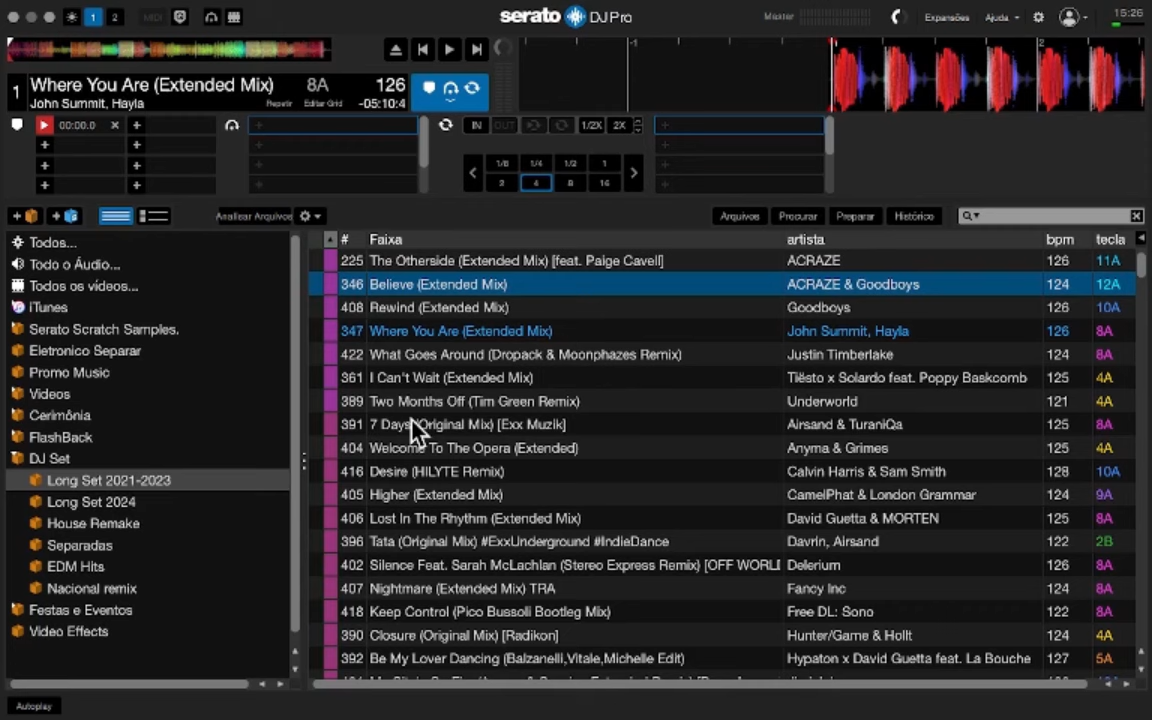 1 2 MIDI serato DJ Pro Master Expansões Ajuda 15:26
-1 1 2
1 Where You Are (Extended Mix) 8A 126
John Summit, Hayla Repetir Editar Grid -05:10:4
00:00.0 IN OUT 1/2X 2X
1/8 1/4 1/2 1
2 4 8 16
Analisar Arquivos Arquivos Procurar Preparar Histórico
Todos...
Todo o Áudio...
Todos os vídeos...
iTunes
Serato Scratch Samples.
Eletronico Separar
Promo Music
Videos
Cerimônia
FlashBack
DJ Set
Long Set 2021-2023
Long Set 2024
House Remake
Separadas
EDM Hits
Nacional remix
Festas e Eventos
Video Effects
# Faixa artista bpm tecla
225 The Otherside (Extended Mix) [feat. Paige Cavell] ACRAZE 126 11A
346 Believe (Extended Mix) ACRAZE & Goodboys 124 12A
408 Rewind (Extended Mix) Goodboys 126 10A
347 Where You Are (Extended Mix) John Summit, Hayla 126 8A
422 What Goes Around (Dropack & Moonphazes Remix) Justin Timberlake 124 8A
361 I Can't Wait (Extended Mix) Tiësto x Solardo feat. Poppy Baskcomb 125 4A
389 Two Months Off (Tim Green Remix) Underworld 121 4A
391 7 Days (Original Mix) [Exx Muzik] Airsand & TuraniQa 125 8A
404 Welcome To The Opera (Extended) Anyma & Grimes 125 4A
416 Desire (HILYTE Remix) Calvin Harris & Sam Smith 128 10A
405 Higher (Extended Mix) CamelPhat & London Grammar 124 9A
406 Lost In The Rhythm (Extended Mix) David Guetta & MORTEN 125 8A
396 Tata (Original Mix) #ExxUnderground #IndieDance Davrin, Airsand 122 2B
402 Silence Feat. Sarah McLachlan (Stereo Express Remix) [OFF WORLD Delerium 126 8A
407 Nightmare (Extended Mix) TRA Fancy Inc 124 8A
418 Keep Control (Pico Bussoli Bootleg Mix) Free DL: Sono 122 8A
390 Closure (Original Mix) [Radikon] Hunter/Game & Hollt 124 4A
392 Be My Lover Dancing (Balzanelli,Vitale,Michelle Edit) Hypaton x David Guetta feat. La Bouche 127 5A
Autoplay